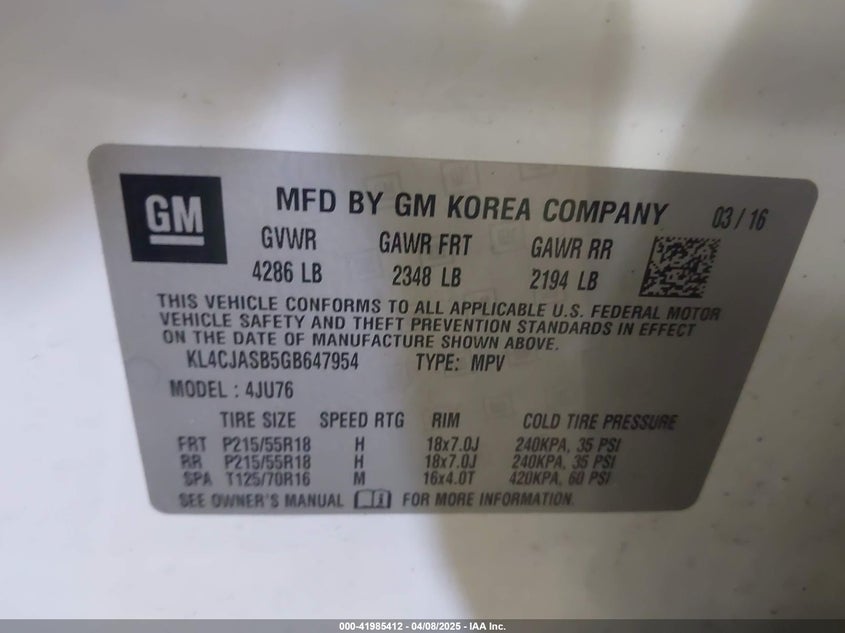 GM
MFD BY GM KOREA COMPANY 03 / 16
GVWR GAWR FRT GAWR RR
4286 LB 2348 LB 2194 LB
THIS VEHICLE CONFORMS TO ALL APPLICABLE U.S. FEDERAL MOTOR
VEHICLE SAFETY AND THEFT PREVENTION STANDARDS IN EFFECT
ON THE DATE OF MANUFACTURE SHOWN ABOVE.
KL4CJASB5GB647954 TYPE: MPV
MODEL : 4JU76
TIRE SIZE SPEED RTG RIM COLD TIRE PRESSURE
FRT P215/55R18 H 18x7.0J 240KPA, 35 PSI
RR P215/55R18 H 18x7.0J 240KPA, 35 PSI
SPA T125/70R16 M 16x4.0T 420KPA, 60 PSI
SEE OWNER'S MANUAL FOR MORE INFORMATION.
000-41985412 - 04/08/2025 - IAA Inc.